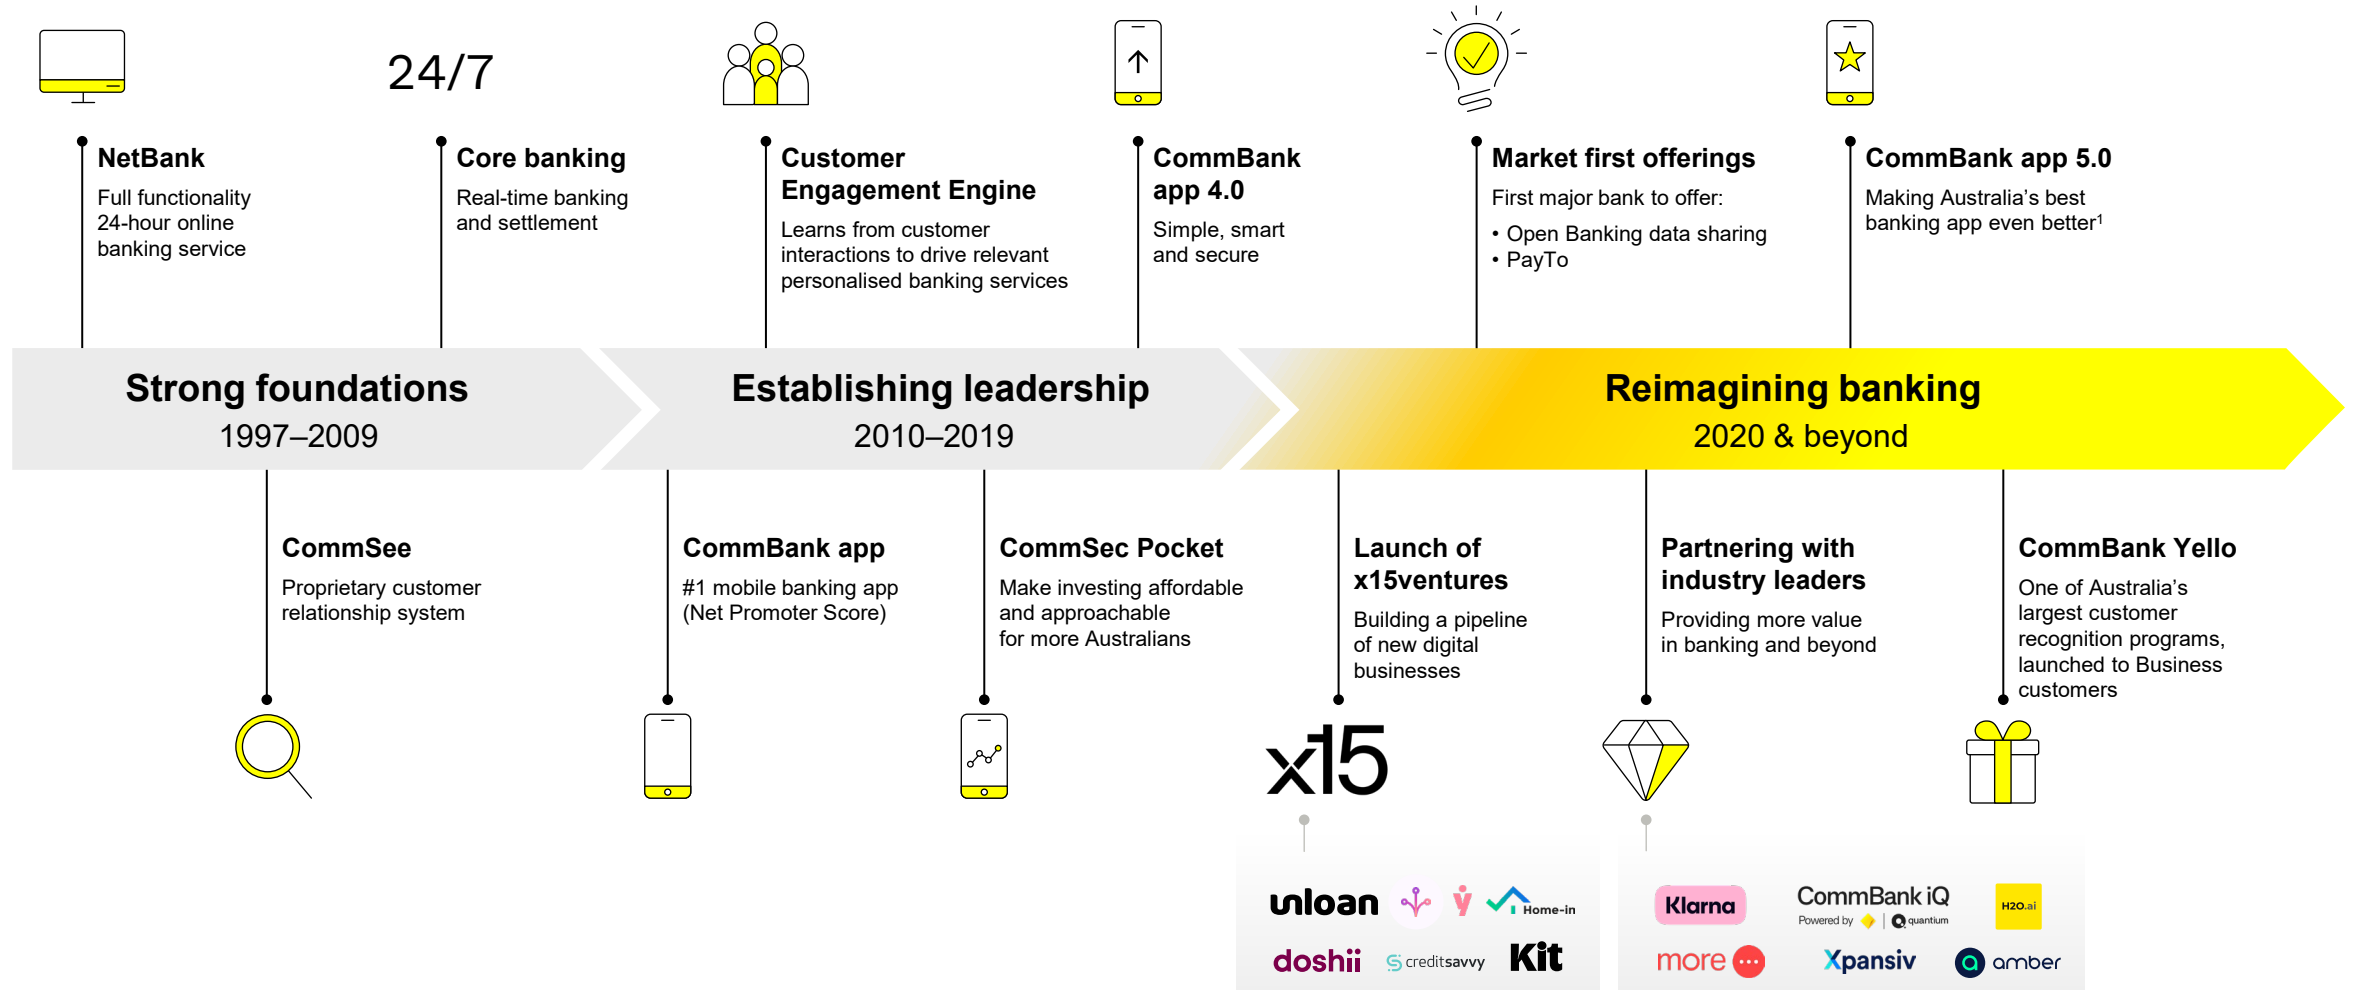 24/7
NetBank
Full functionality
24-hour online
banking service
Core banking
Real-time banking
and settlement
Customer
Engagement Engine
Learns from customer
interactions to drive relevant
personalised banking services
CommBank
app 4.0
Simple, smart
and secure
Market first offerings
First major bank to offer:
• Open Banking data sharing
• PayTo
CommBank app 5.0
Making Australia’s best
banking app even better¹
Strong foundations
1997–2009
Establishing leadership
2010–2019
Reimagining banking
2020 & beyond
CommSee
Proprietary customer
relationship system
CommBank app
#1 mobile banking app
(Net Promoter Score)
CommSec Pocket
Make investing affordable
and approachable
for more Australians
Launch of
x15ventures
Building a pipeline
of new digital
businesses
x15
unloan
Home-in
doshii
creditsavvy
Kit
Partnering with
industry leaders
Providing more value
in banking and beyond
Klarna
CommBank iQ
Powered by | quantium
H2O.ai
more
Xpansiv
amber
CommBank Yello
One of Australia’s
largest customer
recognition programs,
launched to Business
customers